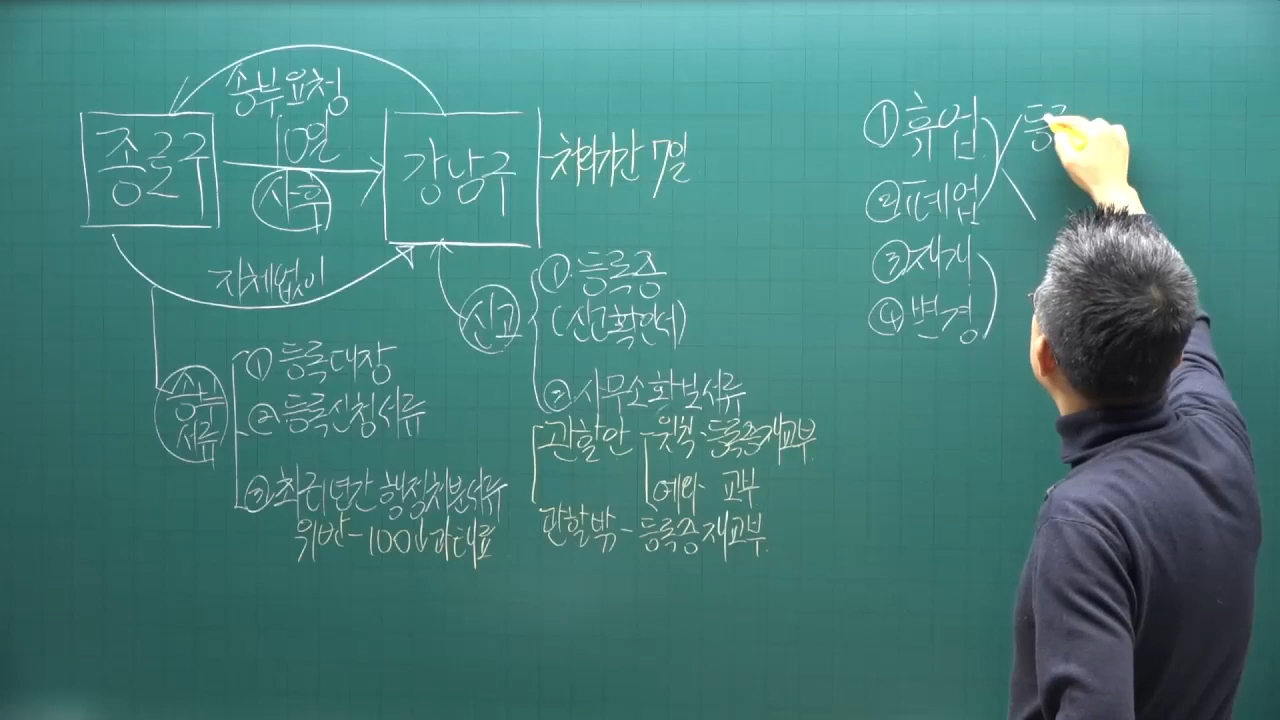 송부요청
10일
종로구
사후
강남구
처리기간 7일
지체없이
신고
① 등록증
(신고확인서)
② 사무소확보서류
관할안
등록증재교부
교부
관할밖 - 등록증재교부
송부
서류
① 등록대장
② 등록신청서류
③ 최근1년간 행정처분서류
위반 - 100만 과태료
① 휴업
② 폐업
③ 재개
④ 변경
등